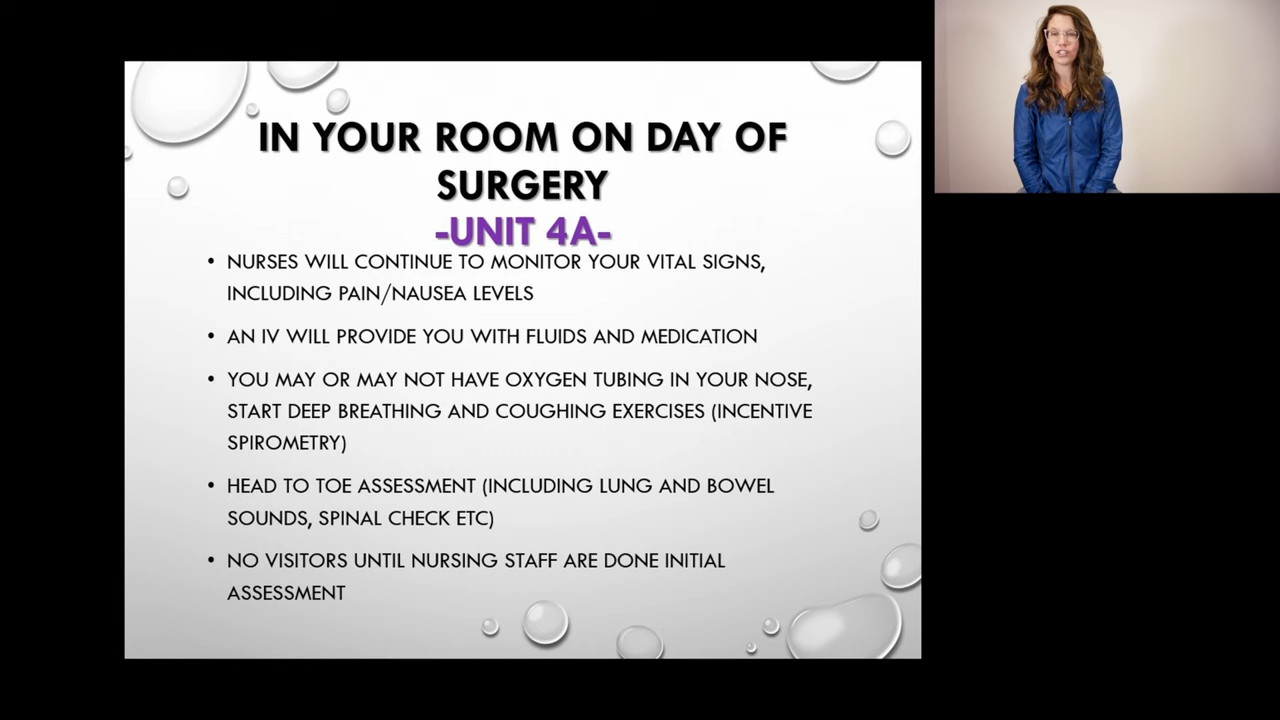 IN YOUR ROOM ON DAY OF
SURGERY
-UNIT 4A-
• NURSES WILL CONTINUE TO MONITOR YOUR VITAL SIGNS,
INCLUDING PAIN/NAUSEA LEVELS
• AN IV WILL PROVIDE YOU WITH FLUIDS AND MEDICATION
• YOU MAY OR MAY NOT HAVE OXYGEN TUBING IN YOUR NOSE,
START DEEP BREATHING AND COUGHING EXERCISES (INCENTIVE
SPIROMETRY)
• HEAD TO TOE ASSESSMENT (INCLUDING LUNG AND BOWEL
SOUNDS, SPINAL CHECK ETC)
• NO VISITORS UNTIL NURSING STAFF ARE DONE INITIAL
ASSESSMENT